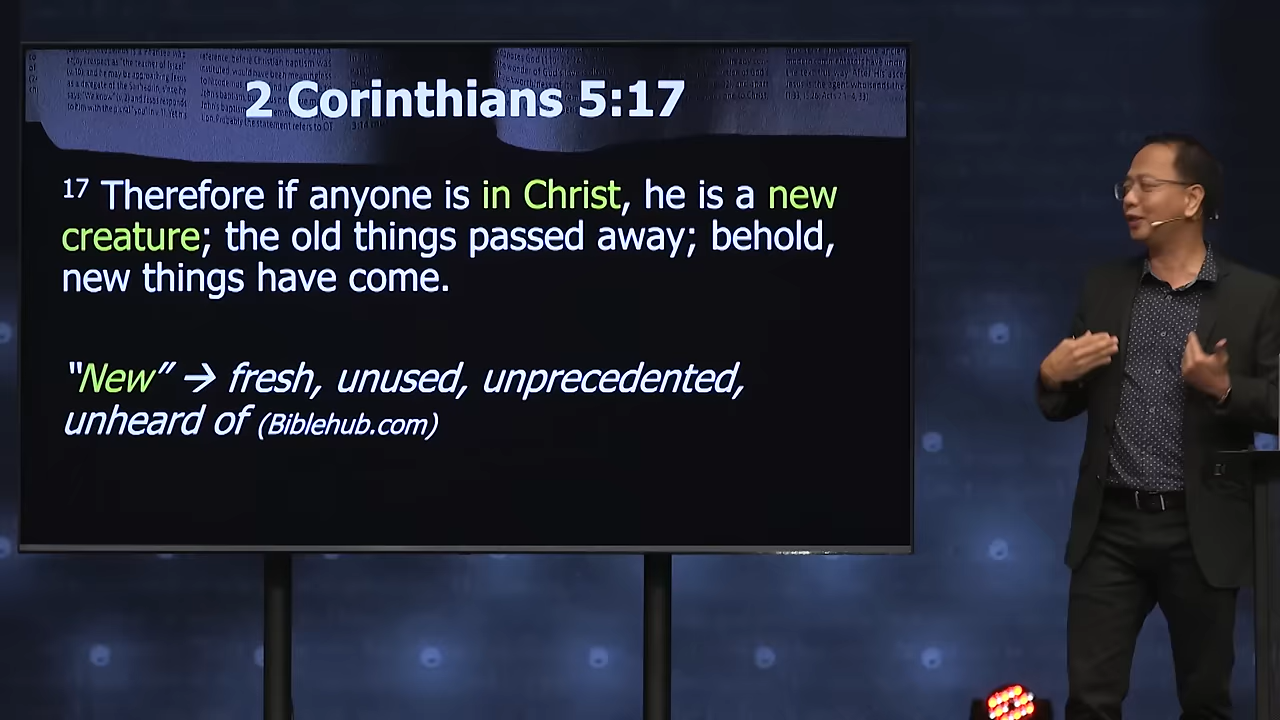 2 Corinthians 5:17
17 Therefore if anyone is in Christ, he is a new
creature; the old things passed away; behold,
new things have come.
“New” → fresh, unused, unprecedented,
unheard of (Biblehub.com)